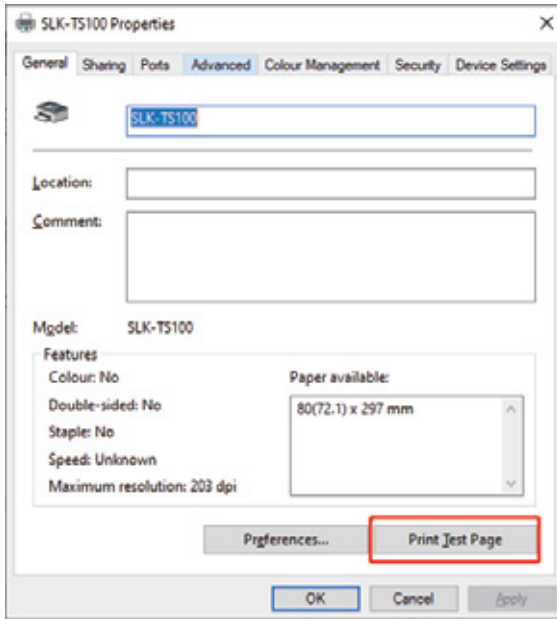 SLK-TS100 Properties
General Sharing Ports Advanced Colour Management Security Device Settings
SLK-TS100
Location:
Comment:
Model: SLK-TS100
Features
Colour: No
Paper available:
Double-sided: No
80(72.1) x 297 mm
Staple: No
Speed: Unknown
Maximum resolution: 203 dpi
Preferences... Print Test Page
OK Cancel Apply